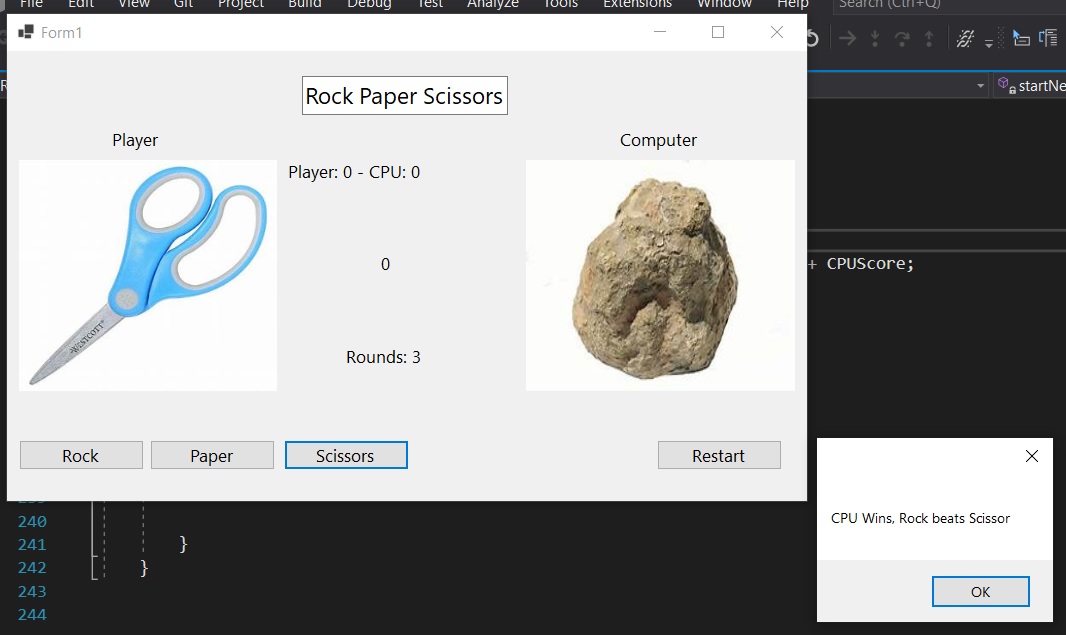 File Edit View Git Project Build Debug Test Analyze Tools Extensions Window Help Search (Ctrl+Q)
Form1
Rock Paper Scissors
startNe
Player
Computer
Player: 0 - CPU: 0
WESTCOTT
0
+ CPUScore;
Rounds: 3
Rock
Paper
Scissors
Restart
CPU Wins, Rock beats Scissor
240
241 }
242 }
243
OK
244